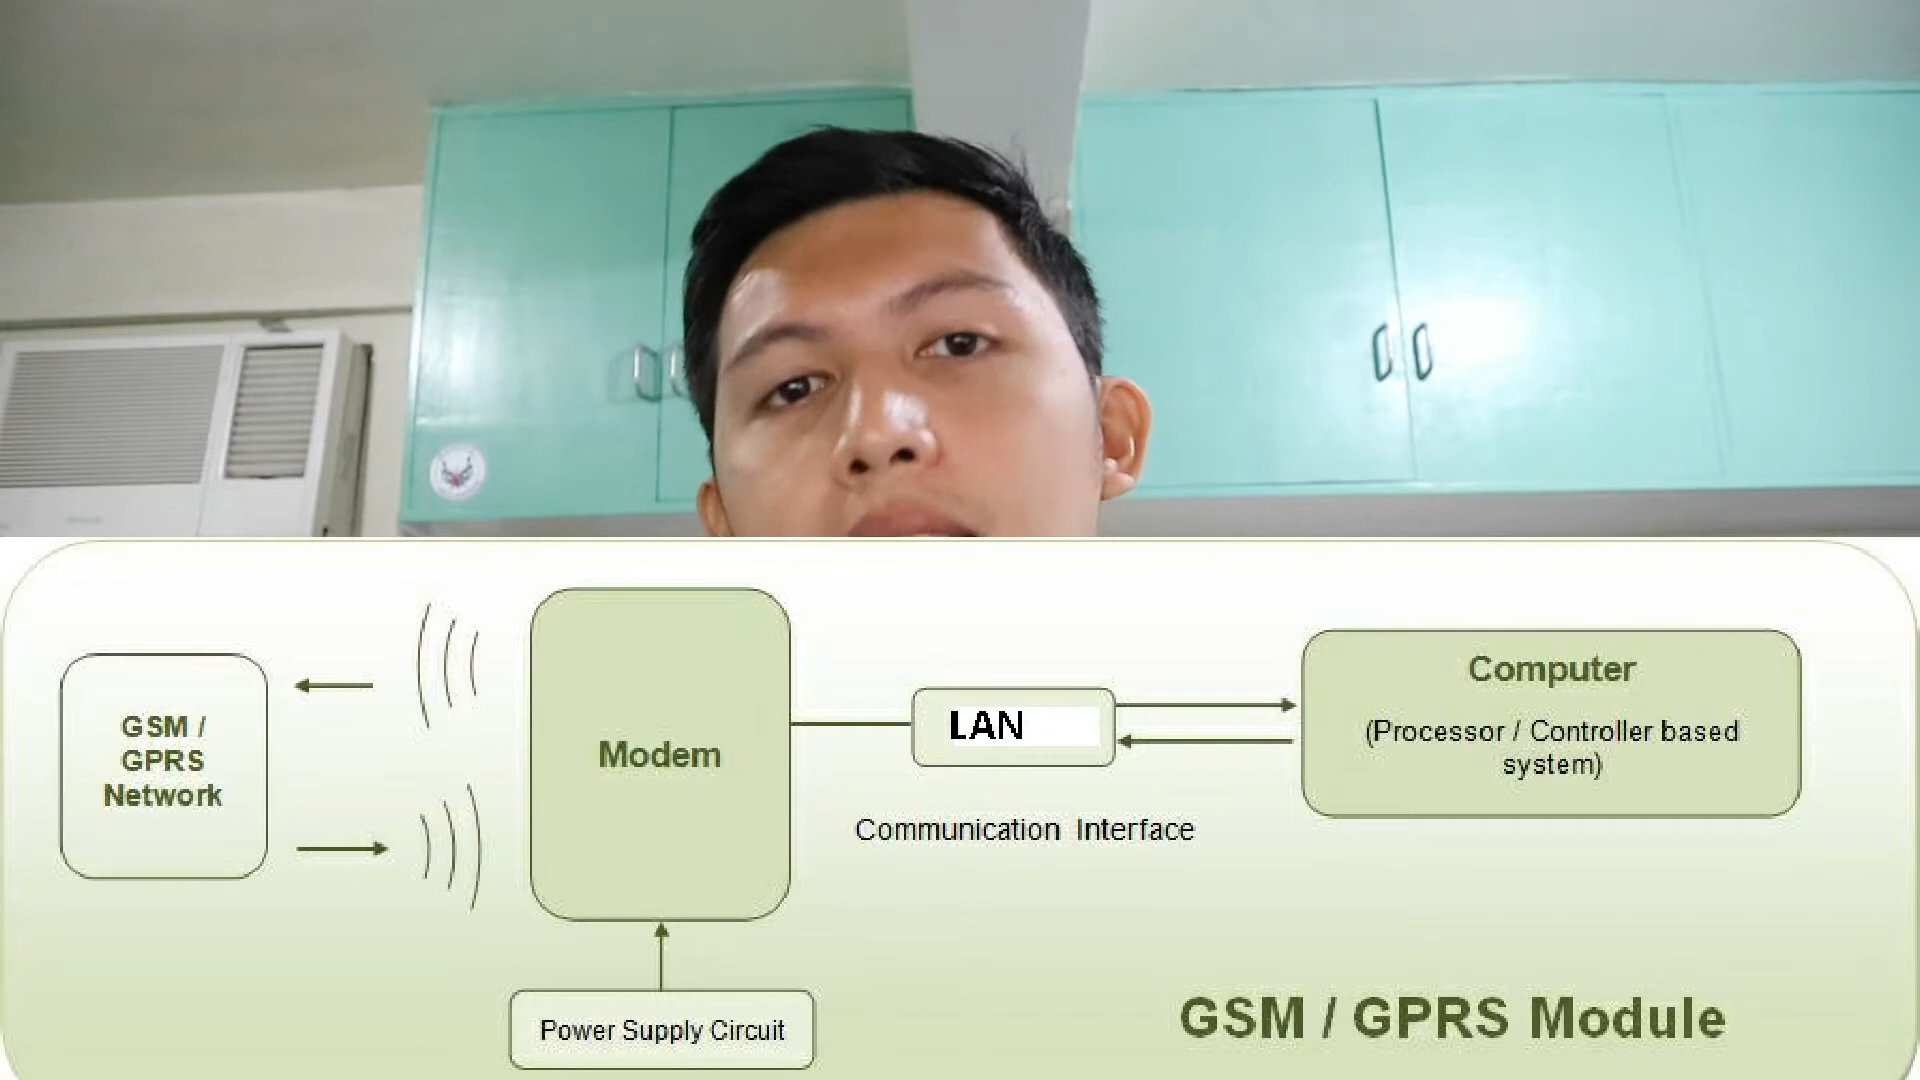 GSM /
GPRS
Network
Modem
LAN
Communication Interface
Computer
(Processor / Controller based
system)
Power Supply Circuit
GSM / GPRS Module